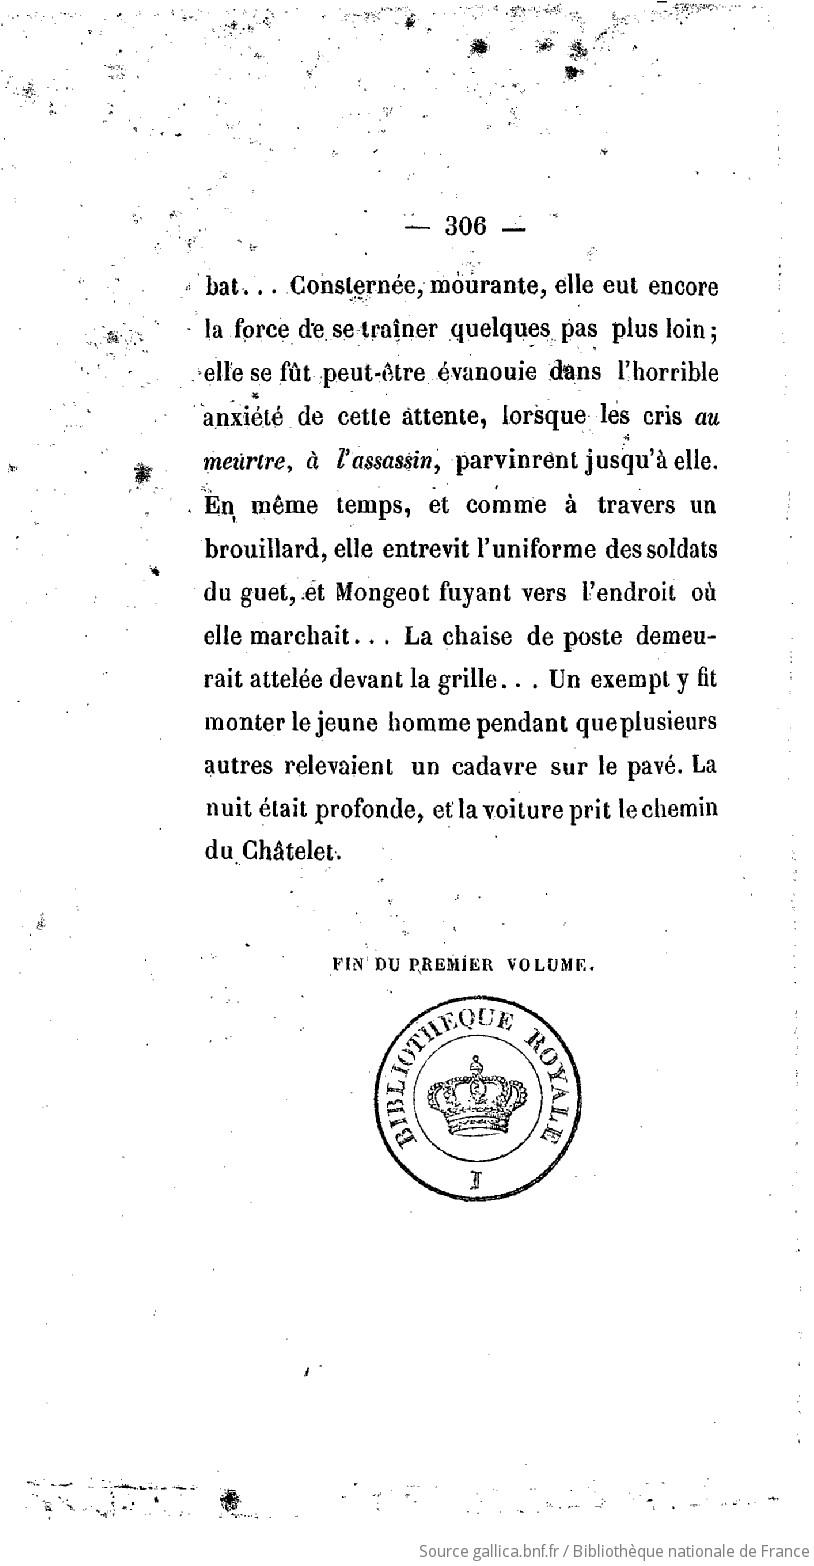 — 306 —
bat... Consternée, mourante, elle eut encore
la force de se traîner quelques pas plus loin;
elle se fût peut-être évanouie dans l'horrible
anxiété de cette attente, lorsque les cris au
meurtre, à l'assassin, parvinrent jusqu'à elle.
En même temps, et comme à travers un
brouillard, elle entrevit l'uniforme des soldats
du guet, et Mongeot fuyant vers l'endroit où
elle marchait... La chaise de poste demeu-
rait attelée devant la grille... Un exempt y fit
monter le jeune homme pendant que plusieurs
autres relevaient un cadavre sur le pavé. La
nuit était profonde, et la voiture prit le chemin
du Châtelet.
FIN DU PREMIER VOLUME.
BIBLIOTHEQUE ROYALE
I
Source gallica.bnf.fr / Bibliothèque nationale de France